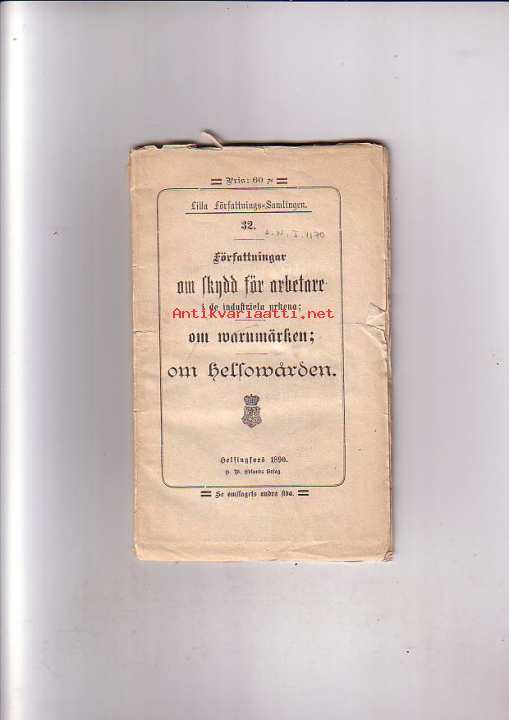 Pris: 60 p:
Lilla Författnings-Samlingen.
32.
Författningar
om skydd för arbetare
i de industriela yrkena;
Antikvariaatti.net
om warumärken;
om helsowården.
Helsingfors 1890.
Se omslagets andra sida.